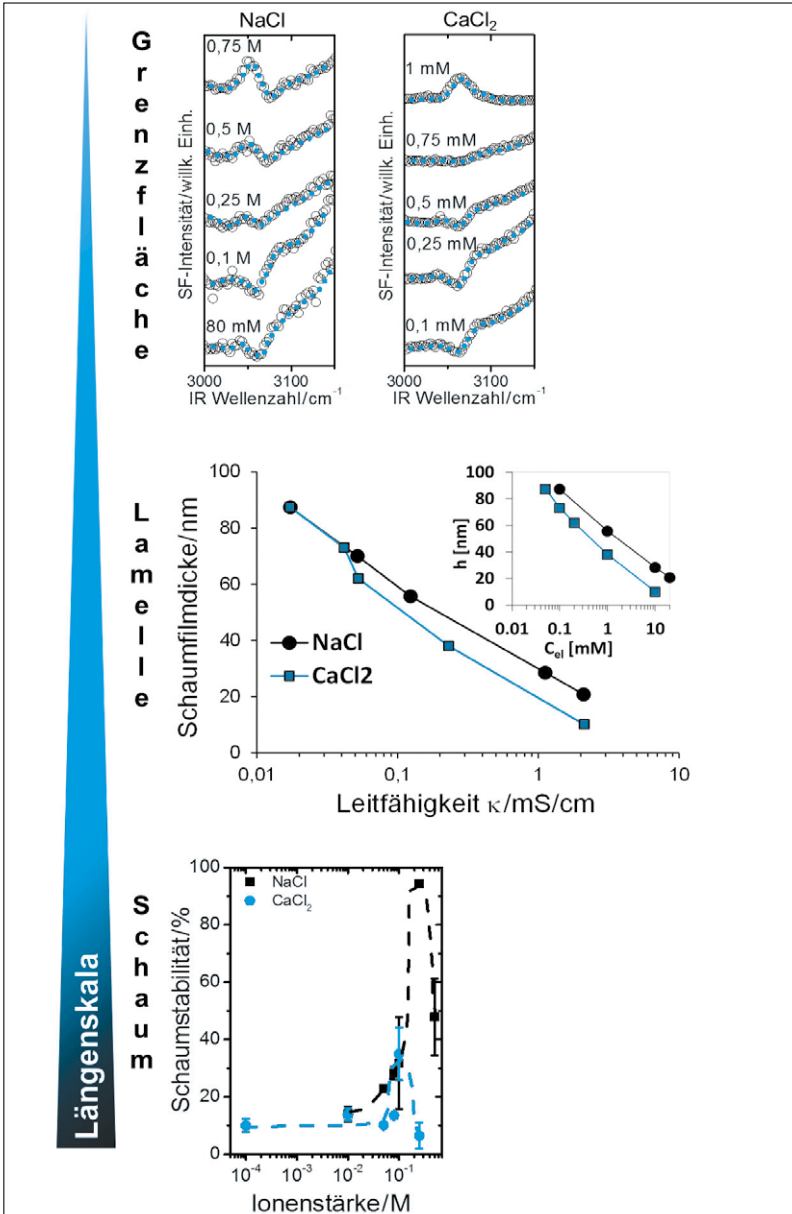 Grenzfläche
NaCl
CaCl2
SF-Intensität/willk. Einh.
0,75 M
0,5 M
0,25 M
0,1 M
80 mM
3000 3100
IR Wellenzahl/cm-1
SF-Intensität/willk. Einh.
1 mM
0,75 mM
0,5 mM
0,25 mM
0,1 mM
3000 3100
IR Wellenzahl/cm-1
Lamelle
Schaumfilmdicke/nm
100
80
60
40
20
0
0,01 0,1 1 10
Leitfähigkeit κ/mS/cm
NaCl
CaCl2
h [nm]
100
80
60
40
20
0
0.01 0.1 1 10
Cel [mM]
Schaum
Schaumstabilität/%
100
80
60
40
20
0
NaCl
CaCl2
10-4 10-3 10-2 10-1
Ionenstärke/M
Längenskala